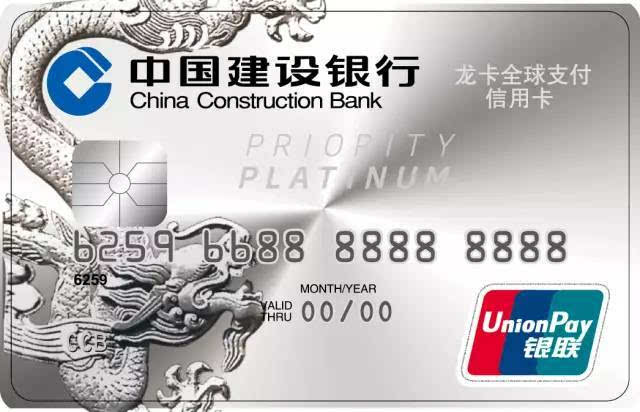 中国建设银行
China Construction Bank
龙卡全球支付
信用卡
PRIORITY
PLATINUM
6259 6688 8888 8888
6259
MONTH/YEAR
VALID
THRU
00/00
CCB
UnionPay
银联